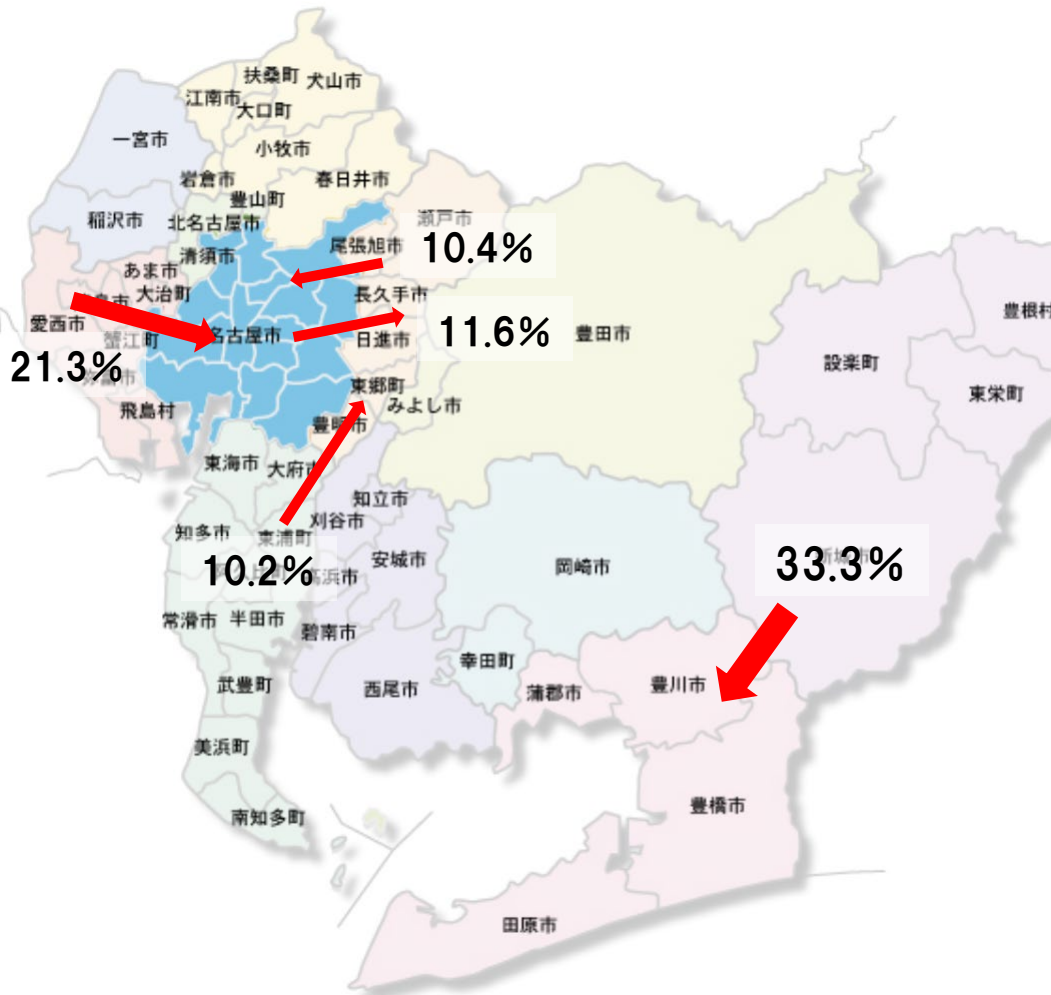 扶桑町
犬山市
江南市
大口町
一宮市
小牧市
岩倉市
春日井市
豊山町
稲沢市
北名古屋市
瀬戸市
尾張旭市
10.4%
清須市
あま市
大治町
長久手市
愛西市
名古屋市
日進市
11.6%
豊田市
豊根村
蟹江町
21.3%
設楽町
東栄町
飛島村
東郷町
みよし市
豊明市
東海市
大府市
知立市
知多市
刈谷市
東浦町
10.2%
高浜市
安城市
岡崎市
33.3%
常滑市
半田市
碧南市
幸田町
武豊町
西尾市
蒲郡市
豊川市
美浜町
南知多町
豊橋市
田原市